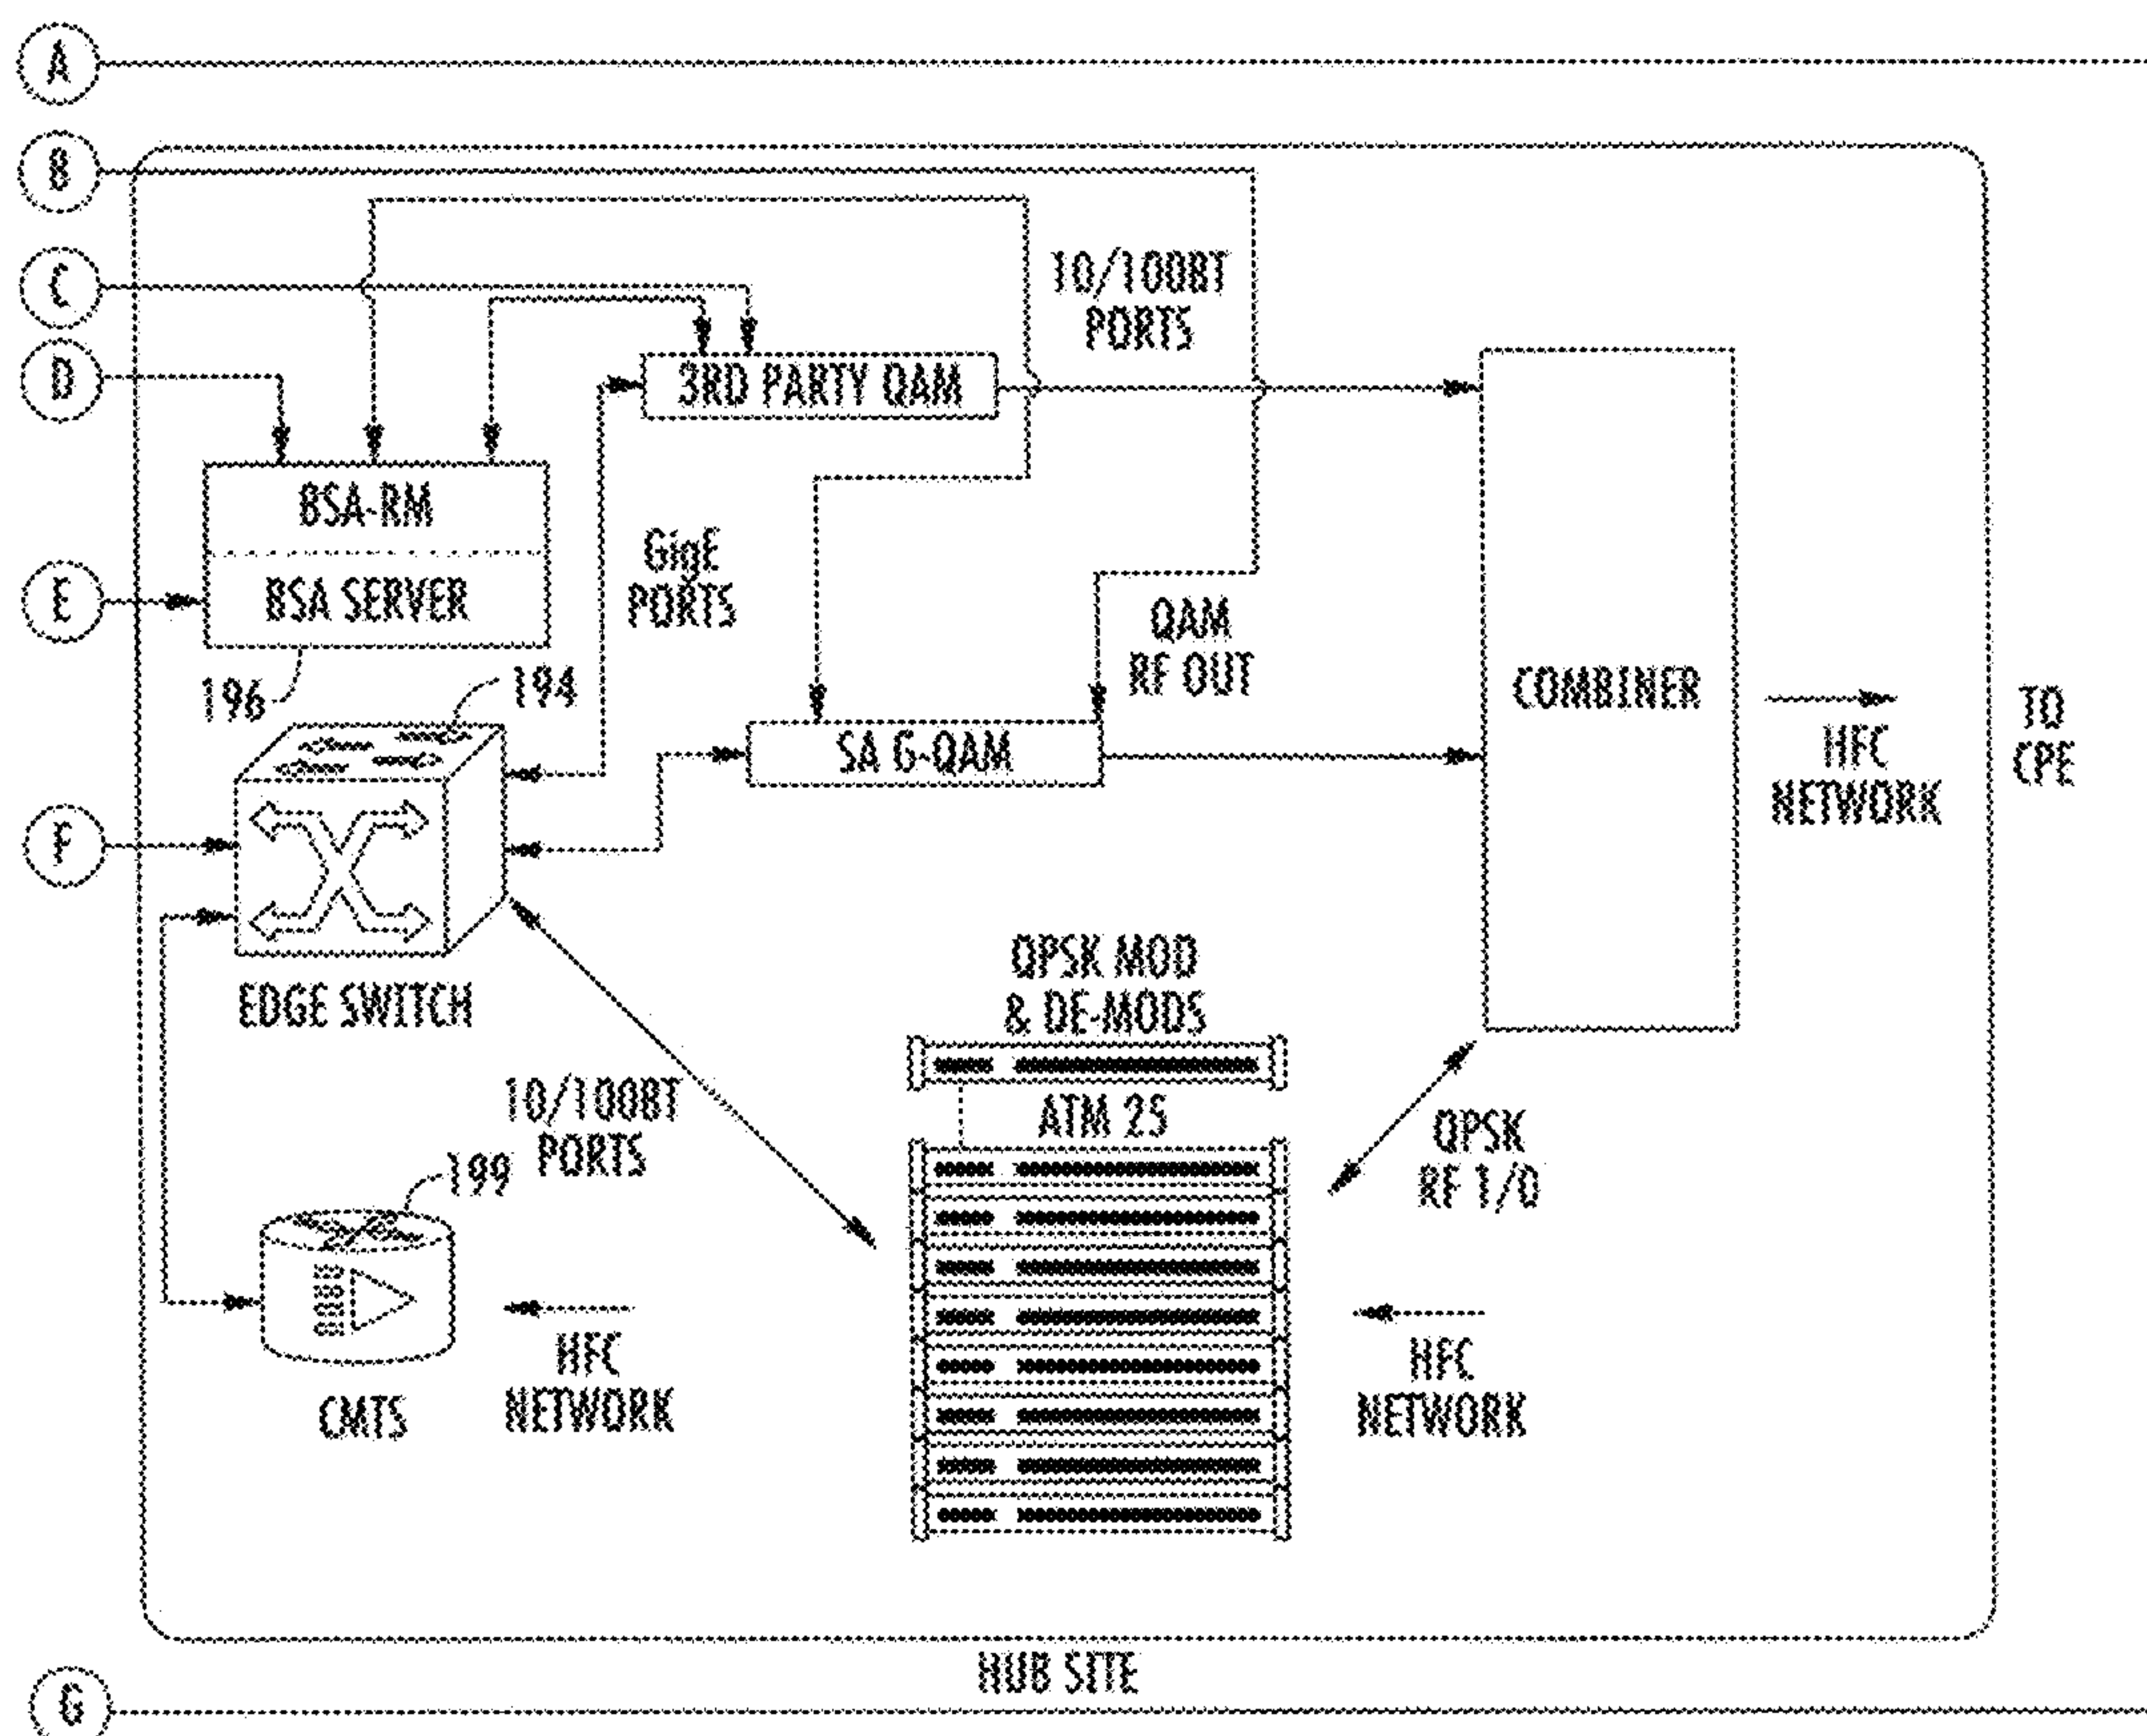 A
B
C
D
E
F
G
10/100BT
PORTS
3RD PARTY QAM
BSA-RM
BSA SERVER
196
194
GigE
PORTS
QAM
RF OUT
SA G-QAM
COMBINER
HFC
NETWORK
TO
CPE
EDGE SWITCH
QPSK MOD
& DE-MODS
ATM 25
10/100BT
PORTS
199
QPSK
RF 1/0
CMTS
HFC
NETWORK
HFC
NETWORK
HUB SITE